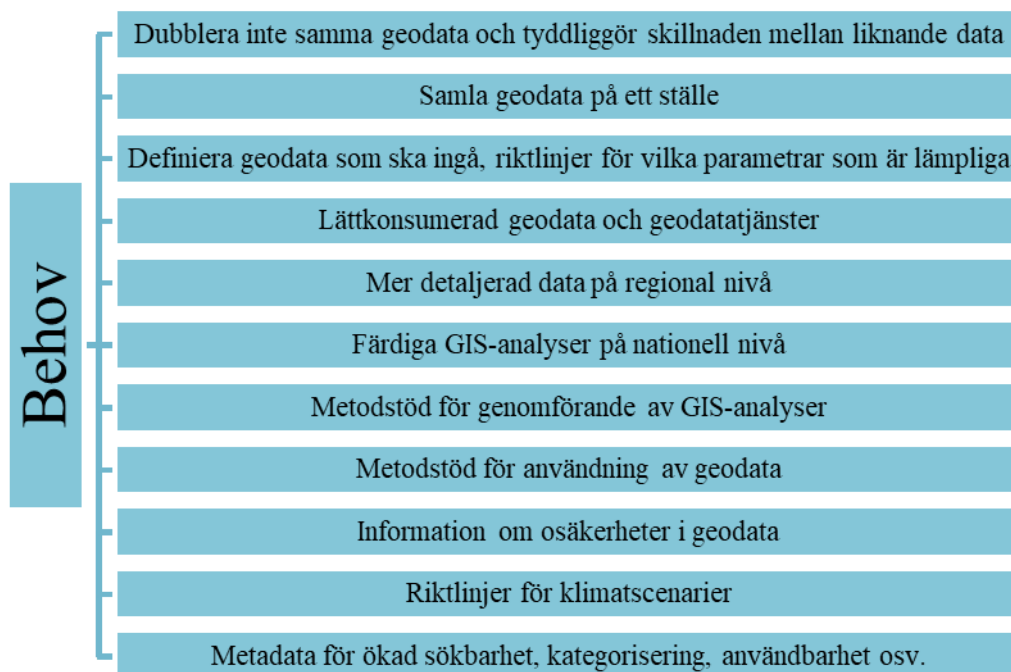 Behov
Dubblera inte samma geodata och tyddliggör skillnaden mellan liknande data
Samla geodata på ett ställe
Definiera geodata som ska ingå, riktlinjer för vilka parametrar som är lämpliga.
Lättkonsumerad geodata och geodatatjänster
Mer detaljerad data på regional nivå
Färdiga GIS-analyser på nationell nivå
Metodstöd för genomförande av GIS-analyser
Metodstöd för användning av geodata
Information om osäkerheter i geodata
Riktlinjer för klimatscenarier
Metadata för ökad sökbarhet, kategorisering, användbarhet osv.